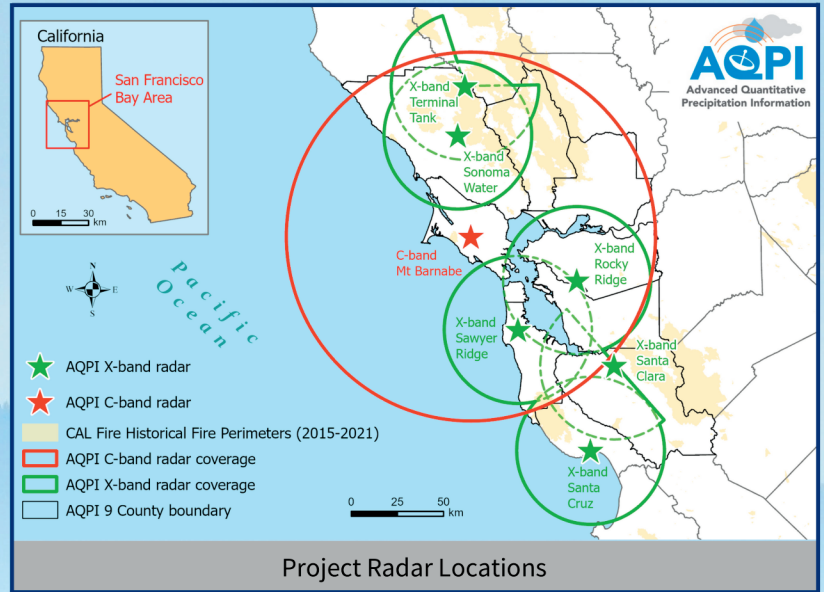 California
San Francisco
Bay Area
0 15 30
km
AQPI
Advanced Quantitative
Precipitation Information
X-band
Terminal
Tank
X-band
Sonoma
Water
C-band
Mt Barnabe
X-band
Rocky
Ridge
X-band
Sawyer
Ridge
X-band
Santa
Clara
X-band
Santa
Cruz
Pacific
Ocean
N
W E
S
AQPI X-band radar
AQPI C-band radar
CAL Fire Historical Fire Perimeters (2015-2021)
AQPI C-band radar coverage
AQPI X-band radar coverage
AQPI 9 County boundary
0 25 50
km
Project Radar Locations